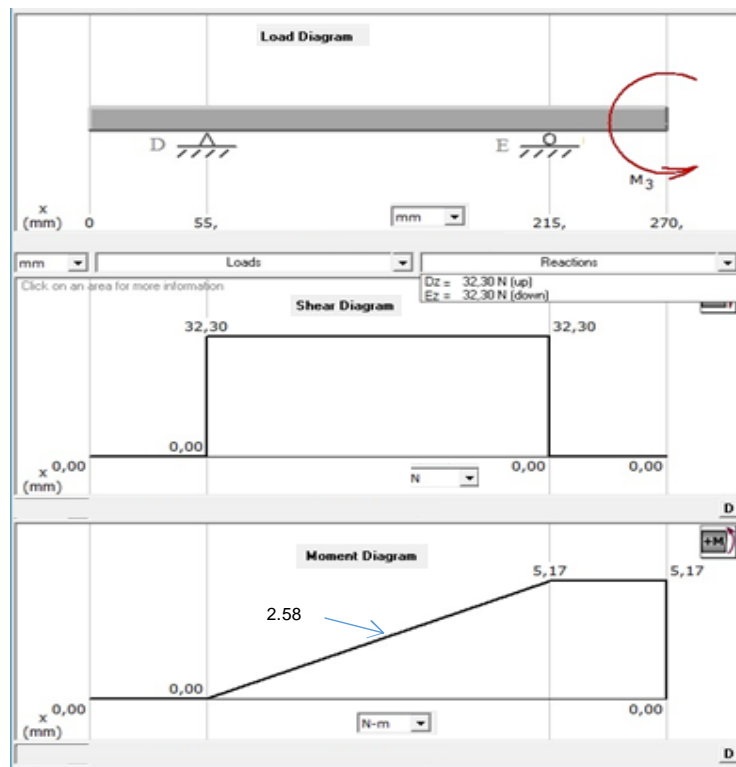 Load Diagram
D E
M3
x
(mm) 0 55, mm 215, 270,
mm Loads Reactions
Click on an area for more information
Dz = 32,30 N (up)
Ez = 32,30 N (down)
Shear Diagram
32,30 32,30
0,00
x 0,00 0,00 0,00
(mm) N
D
Moment Diagram
+M
5,17 5,17
2.58
0,00
x 0,00 0,00
(mm) N-m
D